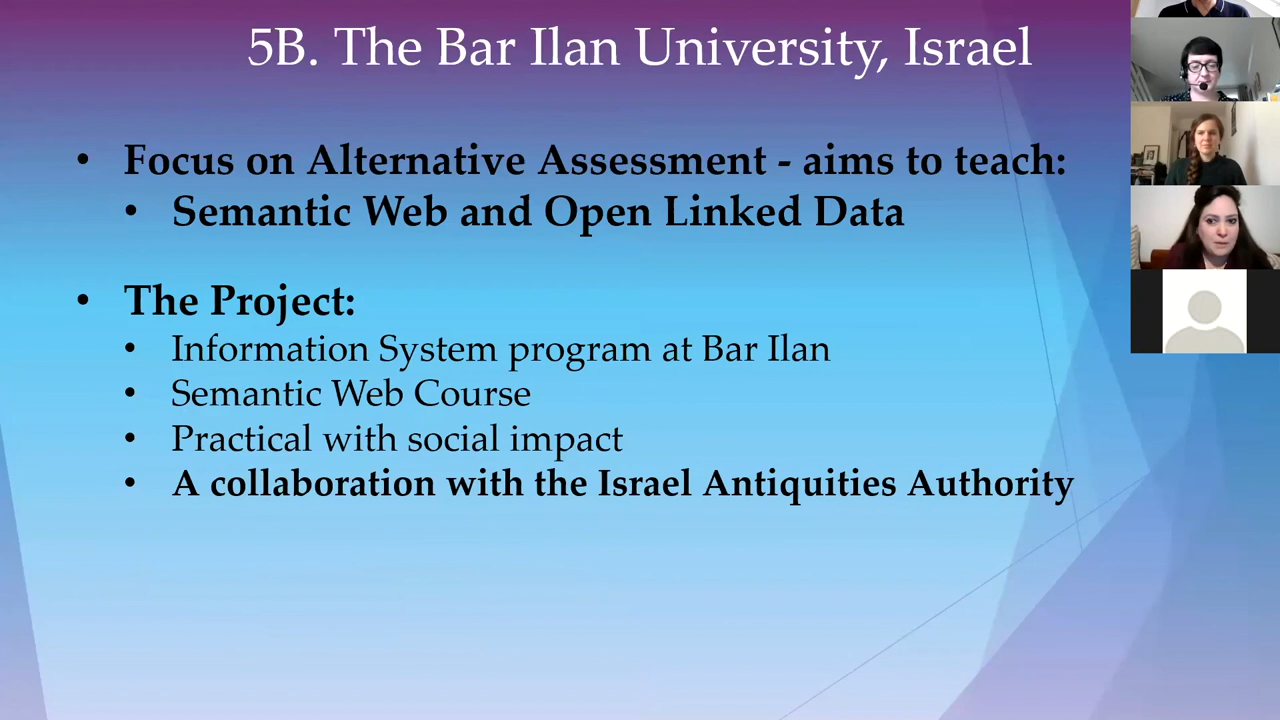 5B. The Bar Ilan University, Israel
• Focus on Alternative Assessment - aims to teach:
• Semantic Web and Open Linked Data
• The Project:
• Information System program at Bar Ilan
• Semantic Web Course
• Practical with social impact
• A collaboration with the Israel Antiquities Authority